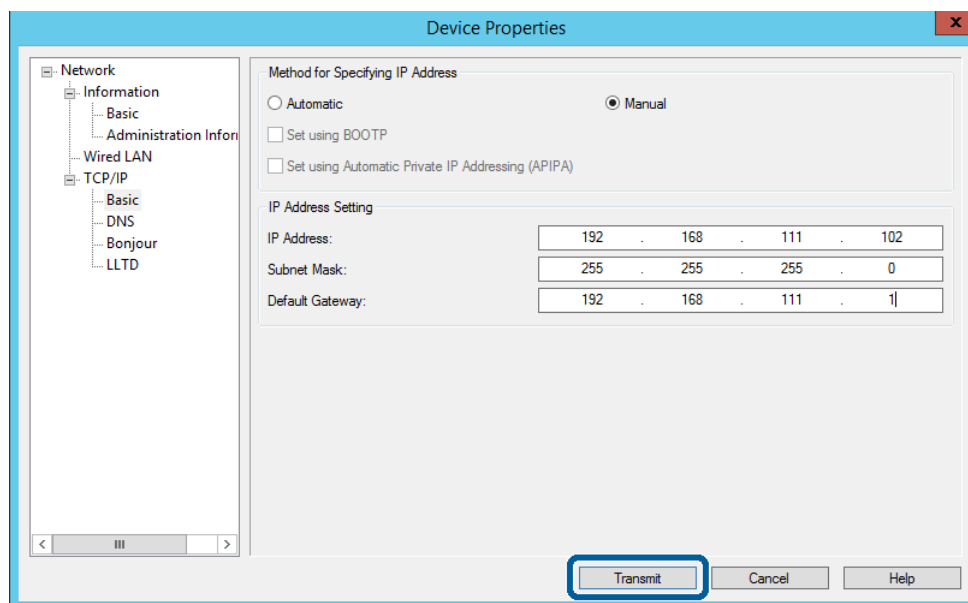 Device Properties
x
Network
Information
Basic
Administration Inforr
Wired LAN
TCP/IP
Basic
DNS
Bonjour
LLTD
Method for Specifying IP Address
Automatic
Manual
Set using BOOTP
Set using Automatic Private IP Addressing (APIPA)
IP Address Setting
IP Address: 192 . 168 . 111 . 102
Subnet Mask: 255 . 255 . 255 . 0
Default Gateway: 192 . 168 . 111 . 1
Transmit Cancel Help